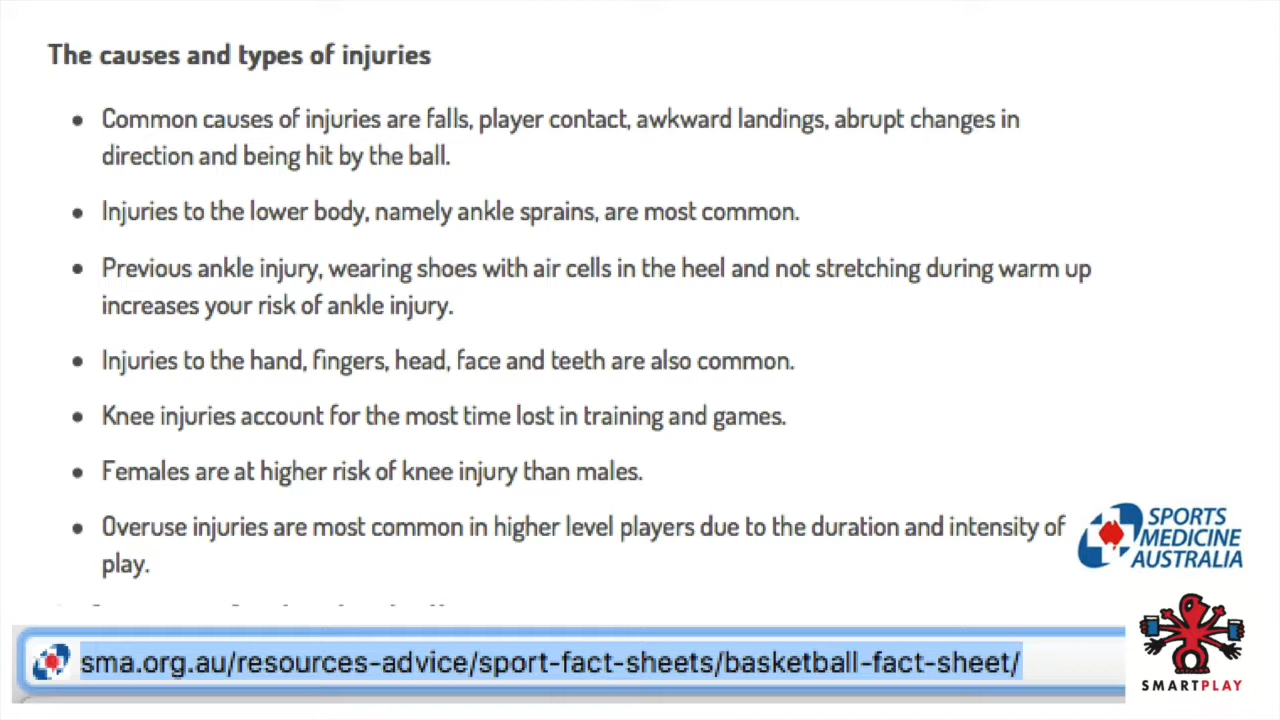 The causes and types of injuries
Common causes of injuries are falls, player contact, awkward landings, abrupt changes in
direction and being hit by the ball.
Injuries to the lower body, namely ankle sprains, are most common.
Previous ankle injury, wearing shoes with air cells in the heel and not stretching during warm up
increases your risk of ankle injury.
Injuries to the hand, fingers, head, face and teeth are also common.
Knee injuries account for the most time lost in training and games.
Females are at higher risk of knee injury than males.
Overuse injuries are most common in higher level players due to the duration and intensity of
play.
SPORTS
MEDICINE
AUSTRALIA
sma.org.au/resources-advice/sport-fact-sheets/basketball-fact-sheet/
SMARTPLAY